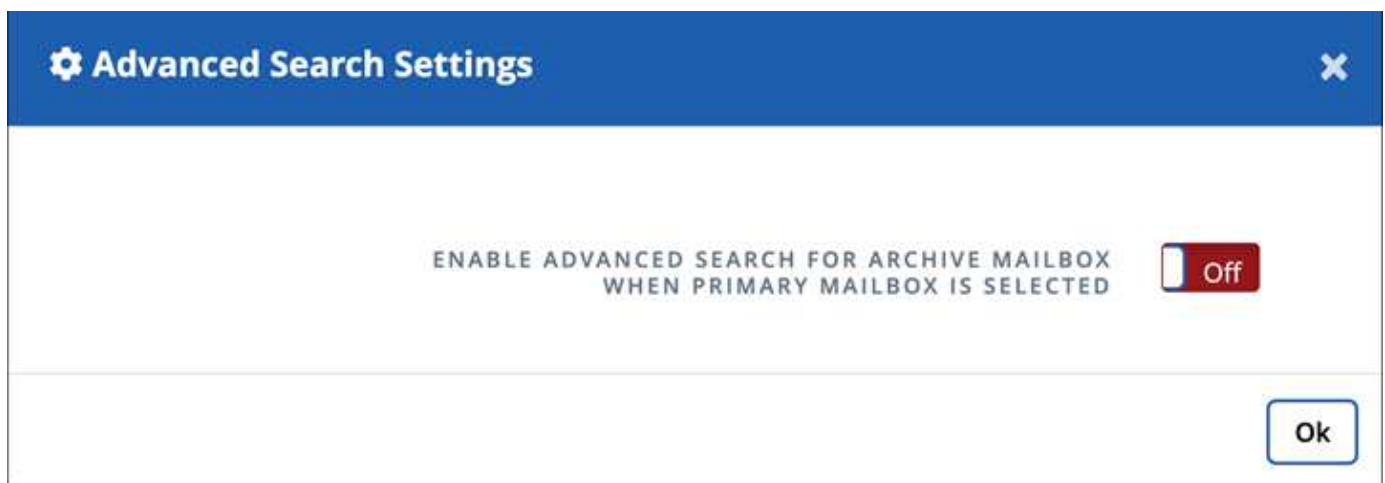 Advanced Search Settings
ENABLE ADVANCED SEARCH FOR ARCHIVE MAILBOX
WHEN PRIMARY MAILBOX IS SELECTED
Off
Ok